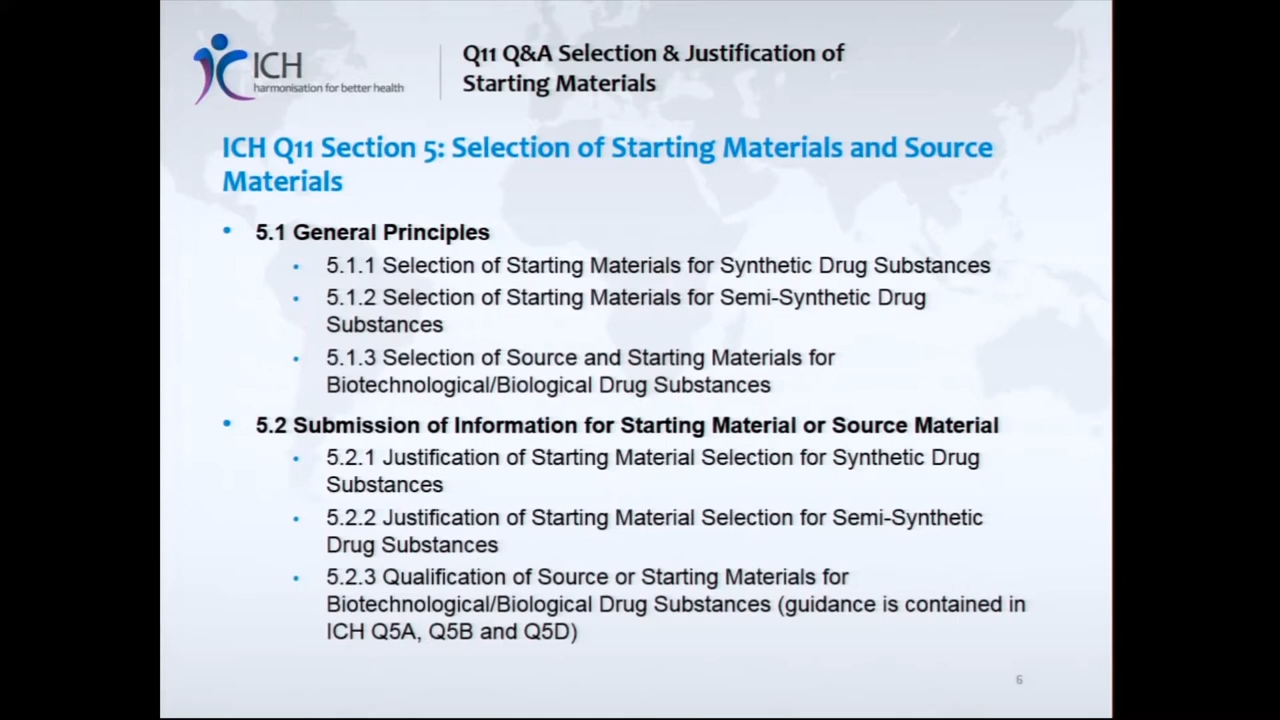 ICH
harmonisation for better health
Q11 Q&A Selection & Justification of
Starting Materials
ICH Q11 Section 5: Selection of Starting Materials and Source
Materials
• 5.1 General Principles
• 5.1.1 Selection of Starting Materials for Synthetic Drug Substances
• 5.1.2 Selection of Starting Materials for Semi-Synthetic Drug
Substances
• 5.1.3 Selection of Source and Starting Materials for
Biotechnological/Biological Drug Substances
• 5.2 Submission of Information for Starting Material or Source Material
• 5.2.1 Justification of Starting Material Selection for Synthetic Drug
Substances
• 5.2.2 Justification of Starting Material Selection for Semi-Synthetic
Drug Substances
• 5.2.3 Qualification of Source or Starting Materials for
Biotechnological/Biological Drug Substances (guidance is contained in
ICH Q5A, Q5B and Q5D)
6